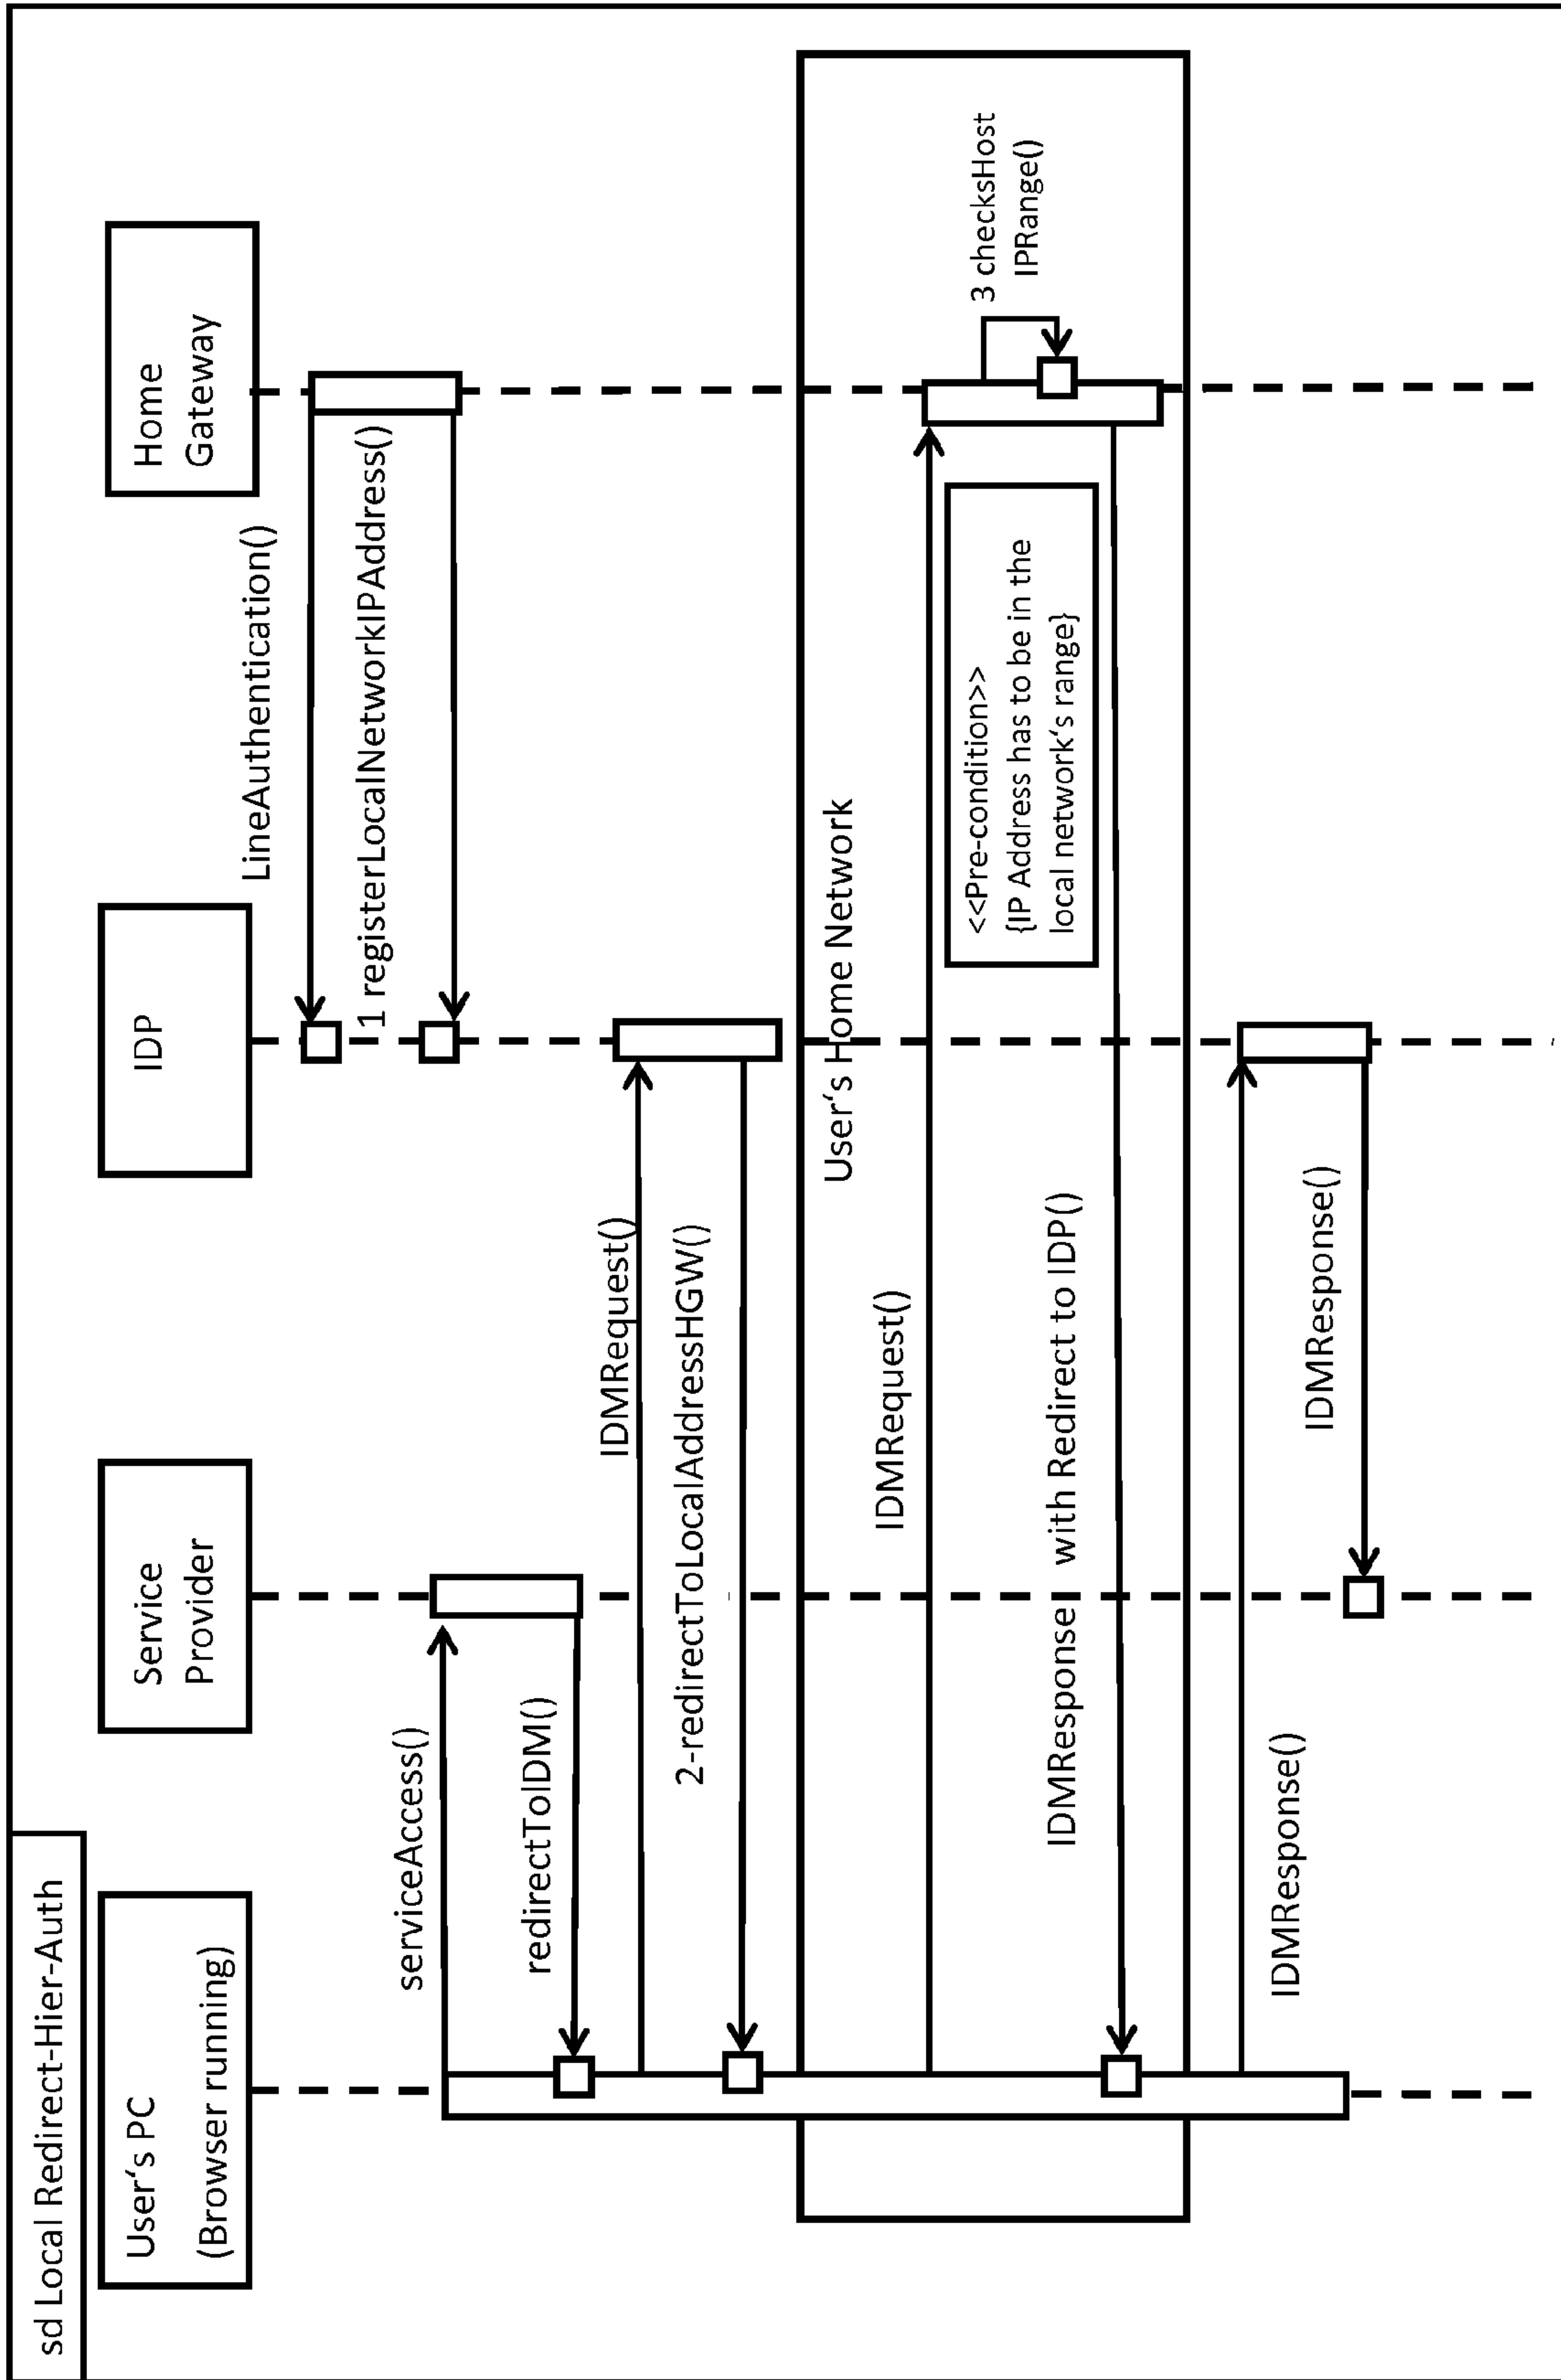 sd Local Redirect-Hier-Auth
User‘s PC
(Browser running)
Service
Provider
IDP
Home
Gateway
LineAuthentication()
1 registerLocalNetworkIPAddress()
serviceAccess()
redirectToIDM()
IDMRequest()
2-redirectToLocalAddressHGW()
User‘s Home Network
IDMRequest()
<<Pre-condition>>
{IP Address has to be in the
local network‘s range}
3 checksHost
IPRange()
IDMResponse with Redirect to IDP()
IDMResponse()
IDMResponse()